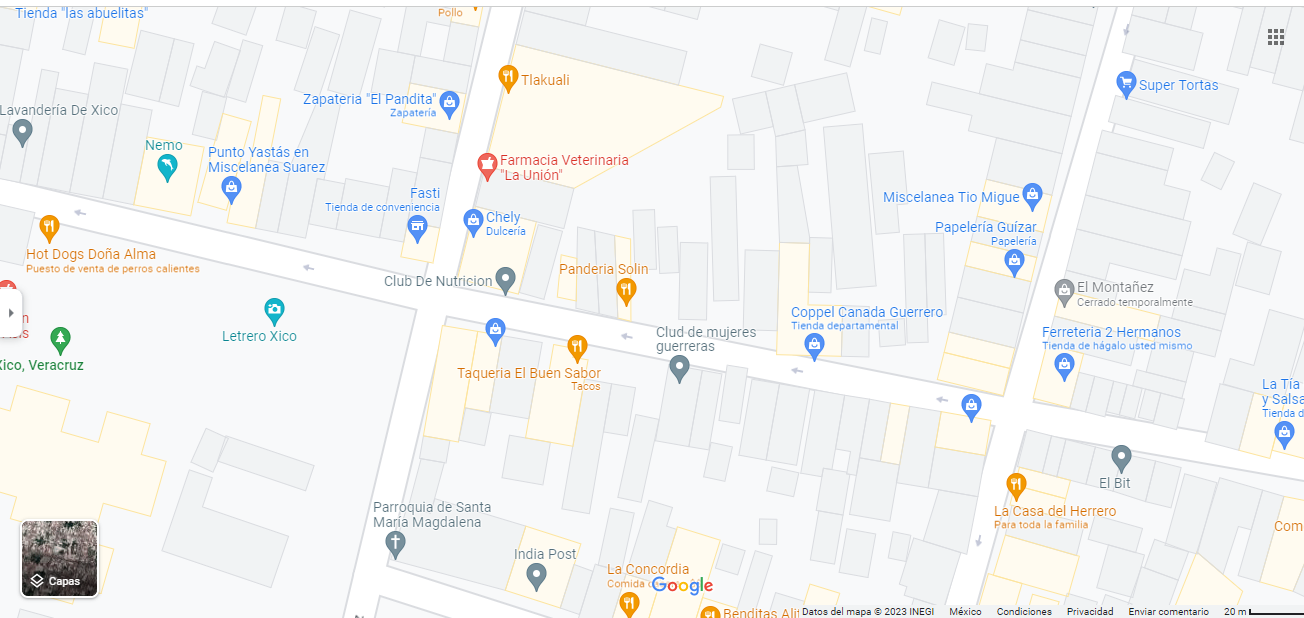 Tienda "las abuelitas"
Pollo
Tlakuali
Super Tortas
Zapateria "El Pandita"
Zapatería
Lavandería De Xico
Nemo
Punto Yastás en
Miscelanea Suarez
Farmacia Veterinaria
"La Unión"
Fasti
Tienda de conveniencia
Chely
Dulcería
Miscelanea Tio Migue
Papelería Guízar
Papelería
Hot Dogs Doña Alma
Puesto de venta de perros calientes
Club De Nutricion
Panderia Solin
El Montañez
Cerrado temporalmente
Coppel Canada Guerrero
Tienda departamental
Letrero Xico
Clud de mujeres
guerreras
Ferreteria 2 Hermanos
Tienda de hágalo usted mismo
Xico, Veracruz
Taqueria El Buen Sabor
Tacos
La Tía
y Salsa
Tienda d
El Bit
Parroquia de Santa
María Magdalena
La Casa del Herrero
Para toda la familia
Com
India Post
La Concordia
Comida
Capas
Google
Benditas Alit
Datos del mapa © 2023 INEGI México Condiciones Privacidad Enviar comentario 20 m